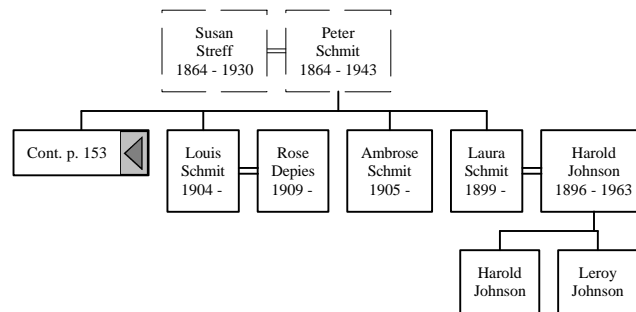 Susan
Streff
1864 - 1930
Peter
Schmit
1864 - 1943
Cont. p. 153
Louis
Schmit
1904 -
Rose
Depies
1909 -
Ambrose
Schmit
1905 -
Laura
Schmit
1899 -
Harold
Johnson
1896 - 1963
Harold
Johnson
Leroy
Johnson